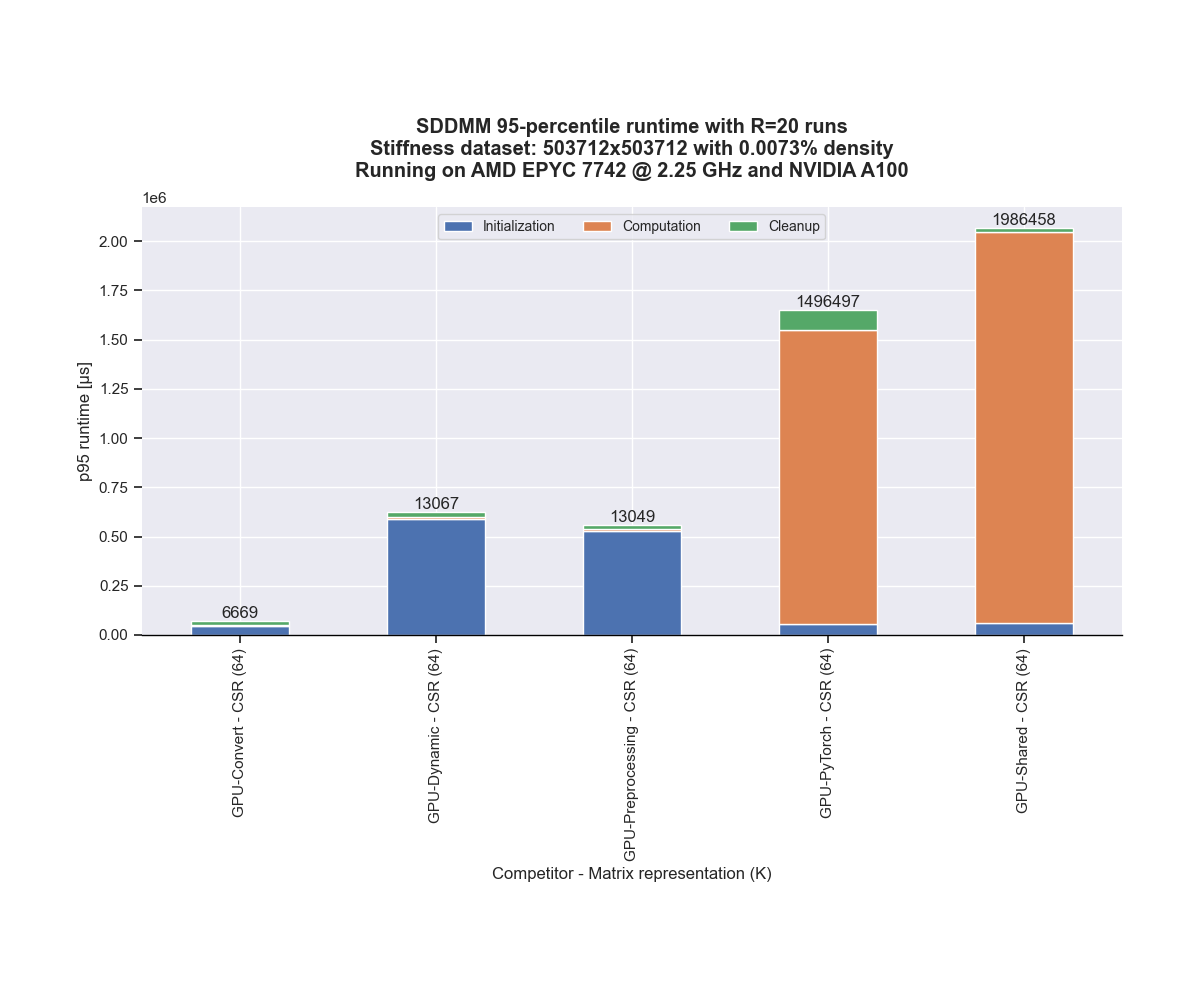 SDDMM 95-percentile runtime with R=20 runs
Stiffness dataset: 503712x503712 with 0.0073% density
Running on AMD EPYC 7742 @ 2.25 GHz and NVIDIA A100
1e6
Initialization
Computation
Cleanup
p95 runtime [µs]
2.00
1.75
1.50
1.25
1.00
0.75
0.50
0.25
0.00
6669
13067
13049
1496497
1986458
GPU-Convert - CSR (64)
GPU-Dynamic - CSR (64)
GPU-Preprocessing - CSR (64)
GPU-PyTorch - CSR (64)
GPU-Shared - CSR (64)
Competitor - Matrix representation (K)